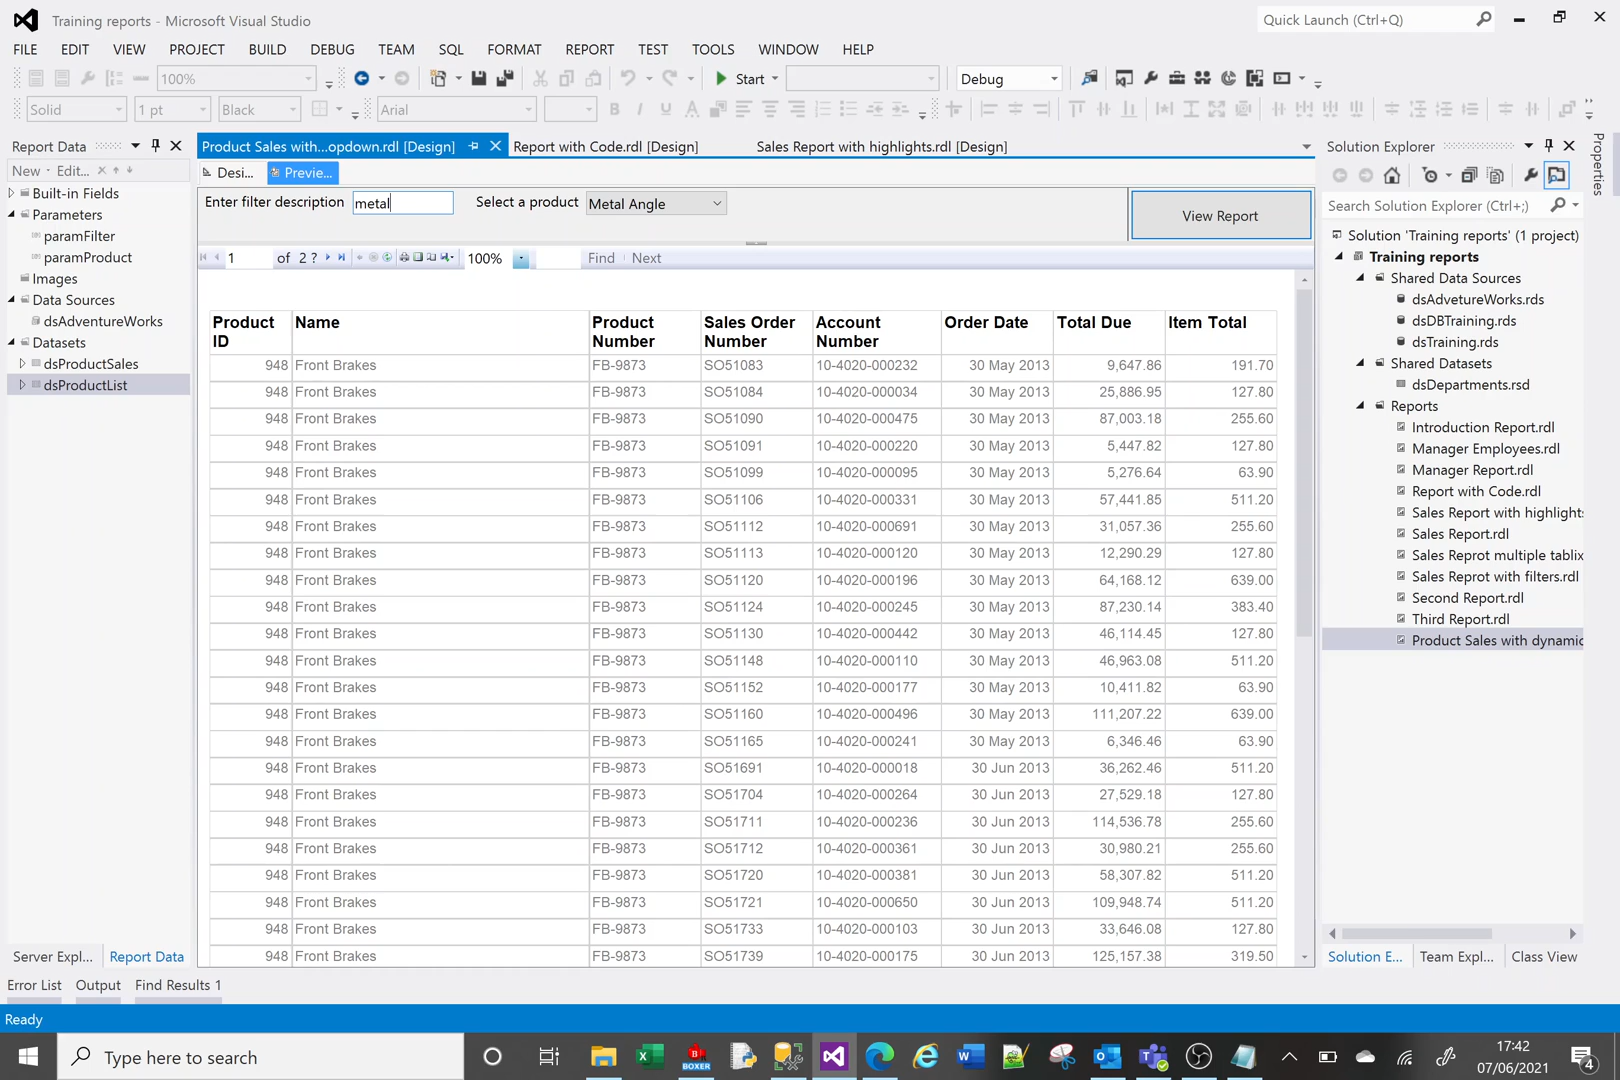 Training reports - Microsoft Visual Studio
Quick Launch (Ctrl+Q)
FILE EDIT VIEW PROJECT BUILD DEBUG TEAM SQL FORMAT REPORT TEST TOOLS WINDOW HELP
100% Start Debug
Solid 1 pt Black Arial B I U A
Report Data
New Edit...
Built-in Fields
Parameters
paramFilter
paramProduct
Images
Data Sources
dsAdventureWorks
Datasets
dsProductSales
dsProductList
Server Expl... Report Data
Product Sales with...opdown.rdl [Design] Report with Code.rdl [Design] Sales Report with highlights.rdl [Design]
Desi... Previe...
Enter filter description metal Select a product Metal Angle View Report
1 of 2 ? 100% Find Next
Product ID Name Product Number Sales Order Number Account Number Order Date Total Due Item Total
948 Front Brakes FB-9873 SO51083 10-4020-000232 30 May 2013 9,647.86 191.70
948 Front Brakes FB-9873 SO51084 10-4020-000034 30 May 2013 25,886.95 127.80
948 Front Brakes FB-9873 SO51090 10-4020-000475 30 May 2013 87,003.18 255.60
948 Front Brakes FB-9873 SO51091 10-4020-000220 30 May 2013 5,447.82 127.80
948 Front Brakes FB-9873 SO51099 10-4020-000095 30 May 2013 5,276.64 63.90
948 Front Brakes FB-9873 SO51106 10-4020-000331 30 May 2013 57,441.85 511.20
948 Front Brakes FB-9873 SO51112 10-4020-000691 30 May 2013 31,057.36 255.60
948 Front Brakes FB-9873 SO51113 10-4020-000120 30 May 2013 12,290.29 127.80
948 Front Brakes FB-9873 SO51120 10-4020-000196 30 May 2013 64,168.12 639.00
948 Front Brakes FB-9873 SO51124 10-4020-000245 30 May 2013 87,230.14 383.40
948 Front Brakes FB-9873 SO51130 10-4020-000442 30 May 2013 46,114.45 127.80
948 Front Brakes FB-9873 SO51148 10-4020-000110 30 May 2013 46,963.08 511.20
948 Front Brakes FB-9873 SO51152 10-4020-000177 30 May 2013 10,411.82 63.90
948 Front Brakes FB-9873 SO51160 10-4020-000496 30 May 2013 111,207.22 639.00
948 Front Brakes FB-9873 SO51165 10-4020-000241 30 May 2013 6,346.46 63.90
948 Front Brakes FB-9873 SO51691 10-4020-000018 30 Jun 2013 36,262.46 511.20
948 Front Brakes FB-9873 SO51704 10-4020-000264 30 Jun 2013 27,529.18 127.80
948 Front Brakes FB-9873 SO51711 10-4020-000236 30 Jun 2013 114,536.78 255.60
948 Front Brakes FB-9873 SO51712 10-4020-000361 30 Jun 2013 30,980.21 255.60
948 Front Brakes FB-9873 SO51720 10-4020-000381 30 Jun 2013 58,307.82 511.20
948 Front Brakes FB-9873 SO51721 10-4020-000650 30 Jun 2013 109,948.74 511.20
948 Front Brakes FB-9873 SO51733 10-4020-000103 30 Jun 2013 33,646.08 127.80
948 Front Brakes FB-9873 SO51739 10-4020-000175 30 Jun 2013 125,157.38 319.50
Solution Explorer
Search Solution Explorer (Ctrl+;)
Solution 'Training reports' (1 project)
Training reports
Shared Data Sources
dsAdvetureWorks.rds
dsDBTraining.rds
dsTraining.rds
Shared Datasets
dsDepartments.rsd
Reports
Introduction Report.rdl
Manager Employees.rdl
Manager Report.rdl
Report with Code.rdl
Sales Report with highlights
Sales Report.rdl
Sales Reprot multiple tablix
Sales Reprot with filters.rdl
Second Report.rdl
Third Report.rdl
Product Sales with dynamic
Solution E... Team Expl... Class View
Properties
Error List Output Find Results 1
Ready
Type here to search
BOXER
17:42
07/06/2021
4